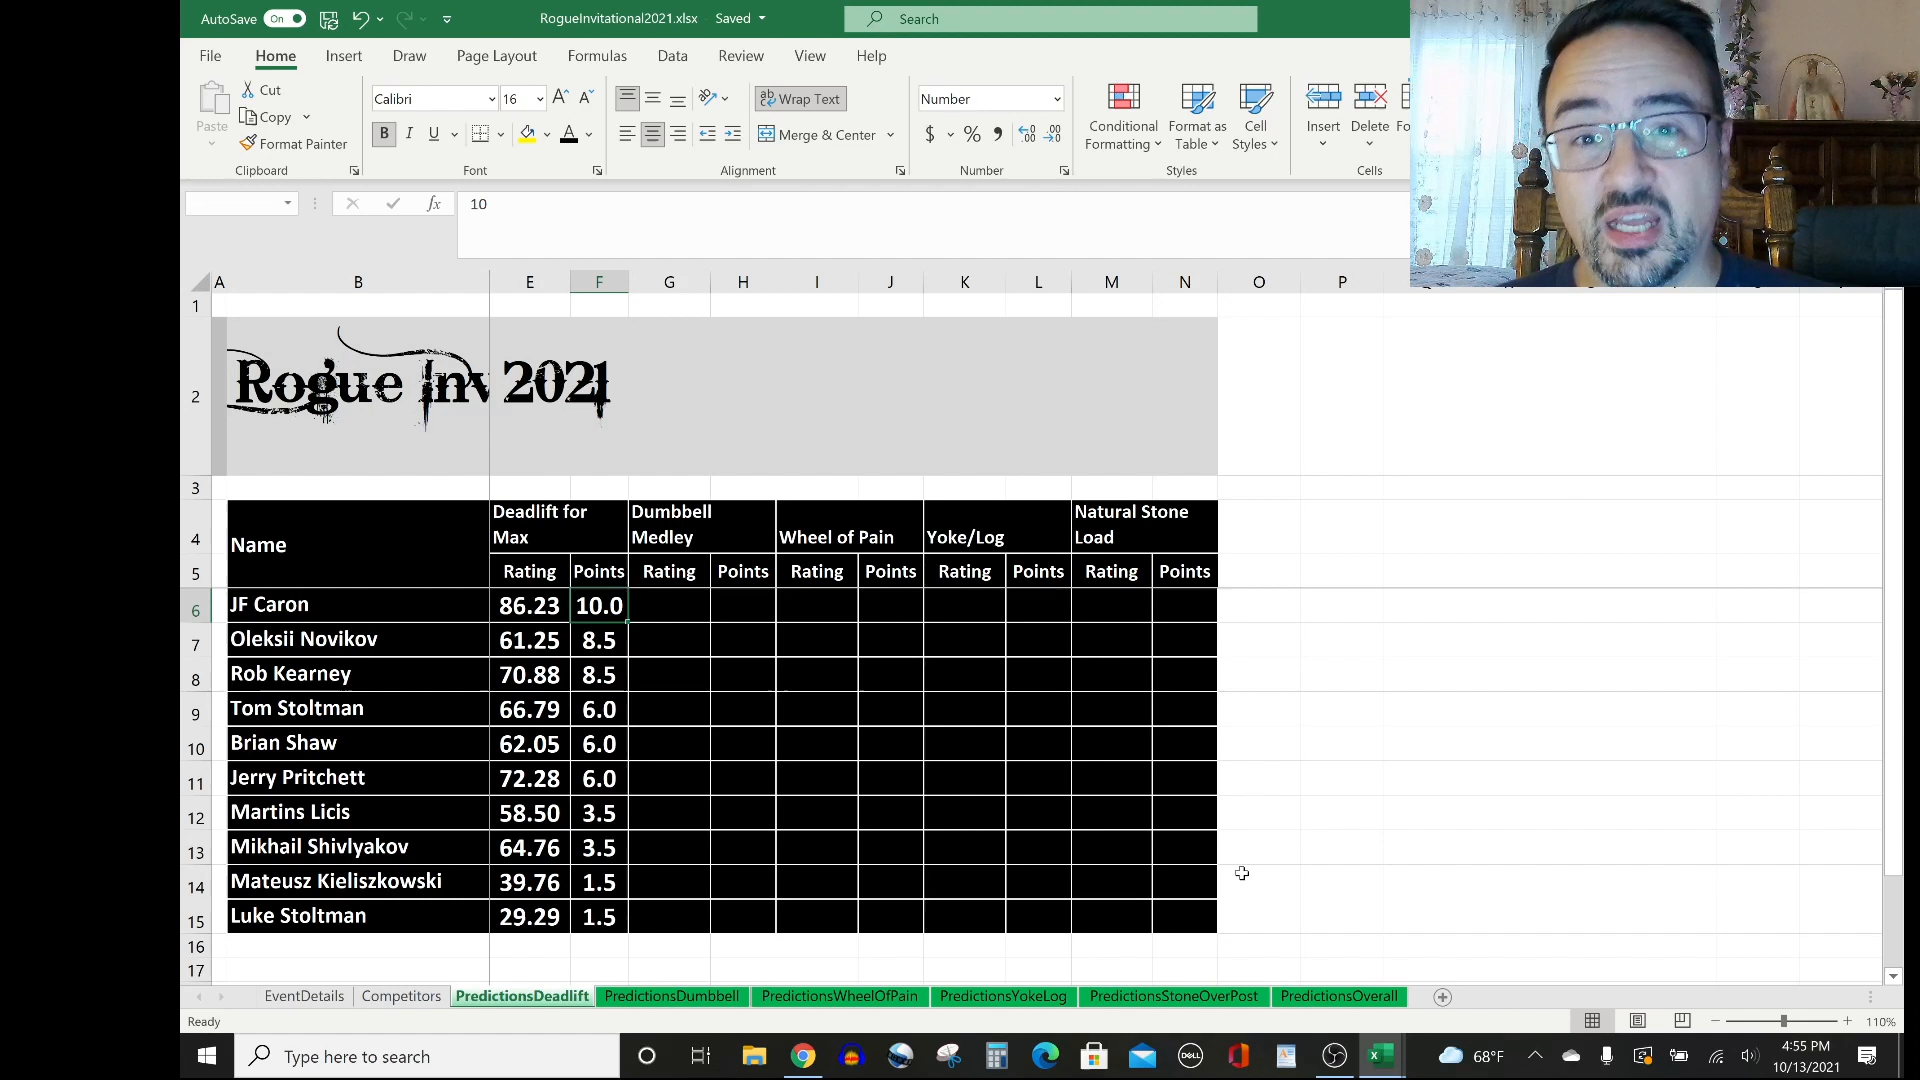 AutoSave On RogueInvitational2021.xlsx Saved Search
File Home Insert Draw Page Layout Formulas Data Review View Help
Paste Cut Copy Format Painter Clipboard
Calibri 16 B I U A Font
Wrap Text Merge & Center Alignment
Number $ % Number
Conditional Formatting Format as Table Cell Styles Styles
Insert Delete Cells
fx 10
A B E F G H I J K L M N O P
1
2 Rogue Inv 2021
3
4 Name Deadlift for Max Dumbbell Medley Wheel of Pain Yoke/Log Natural Stone Load
5 Rating Points Rating Points Rating Points Rating Points Rating Points
6 JF Caron 86.23 10.0
7 Oleksii Novikov 61.25 8.5
8 Rob Kearney 70.88 8.5
9 Tom Stoltman 66.79 6.0
10 Brian Shaw 62.05 6.0
11 Jerry Pritchett 72.28 6.0
12 Martins Licis 58.50 3.5
13 Mikhail Shivlyakov 64.76 3.5
14 Mateusz Kieliszkowski 39.76 1.5
15 Luke Stoltman 29.29 1.5
16
17
EventDetails Competitors PredictionsDeadlift PredictionsDumbbell PredictionsWheelOfPain PredictionsYokeLog PredictionsStoneOverPost PredictionsOverall
Ready 110%
Type here to search DELL 68°F 4:55 PM
10/13/2021